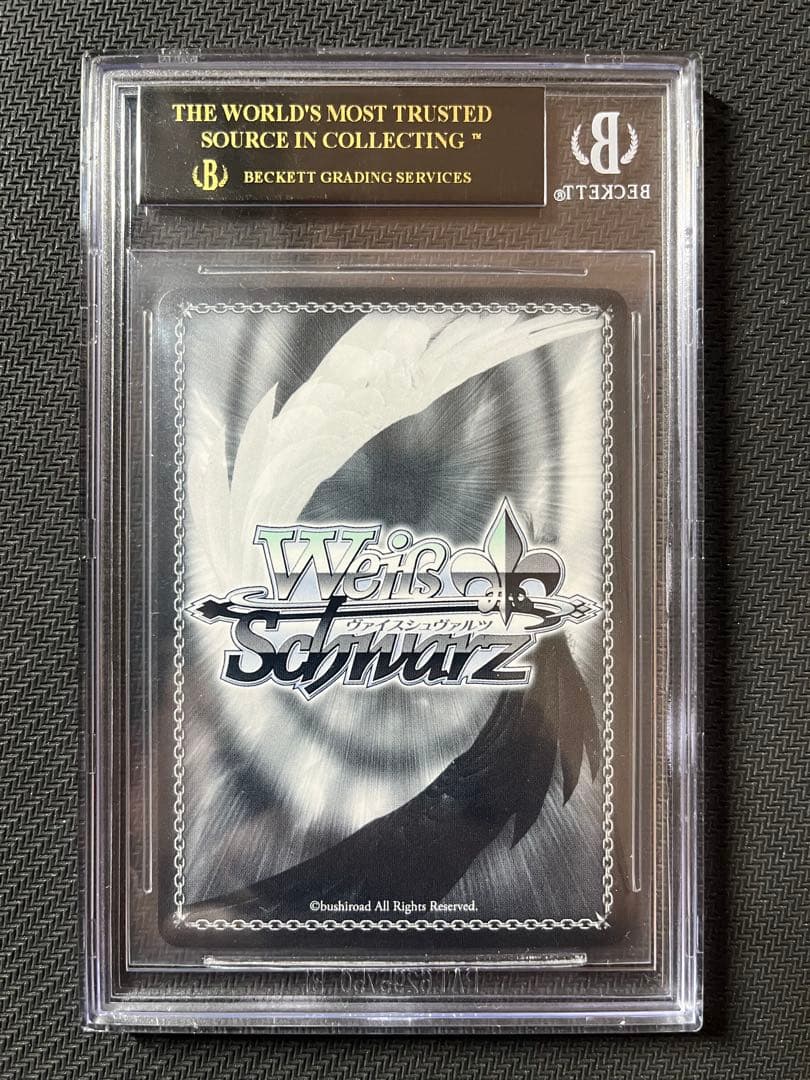 THE WORLD'S MOST TRUSTED
SOURCE IN COLLECTING ™
B BECKETT GRADING SERVICES
B
BECKETT®
Weiß
ヴァイスシュヴァルツ
Schwarz
©bushiroad All Rights Reserved.